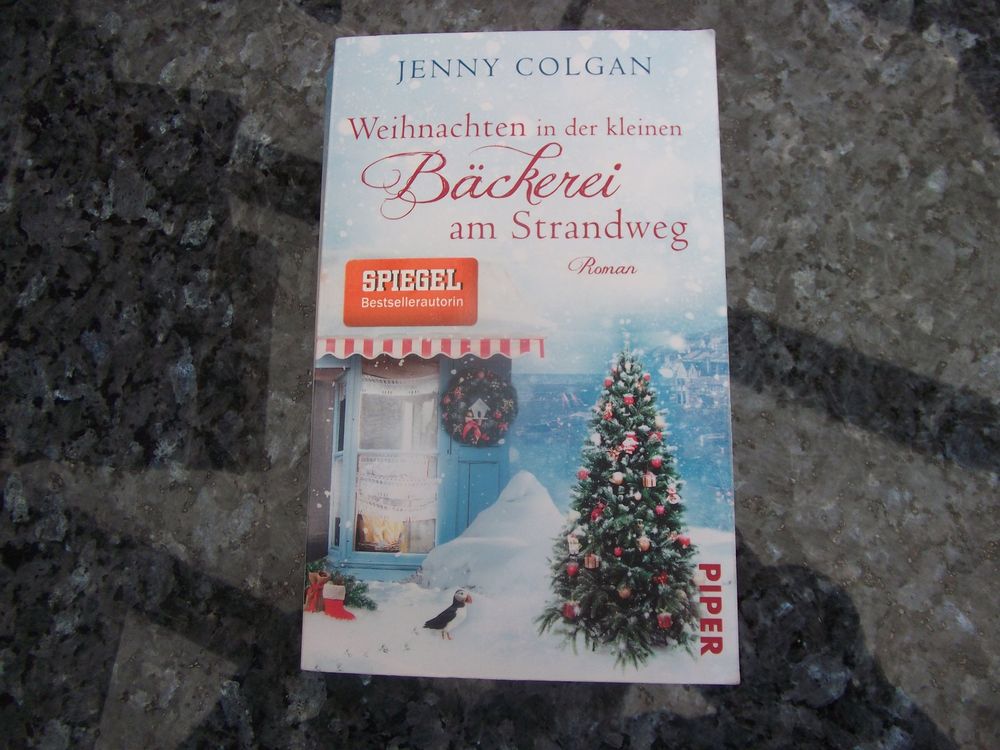 JENNY COLGAN
Weihnachten in der kleinen
Bäckerei
am Strandweg
Roman
SPIEGEL
Bestsellerautorin
PIPER